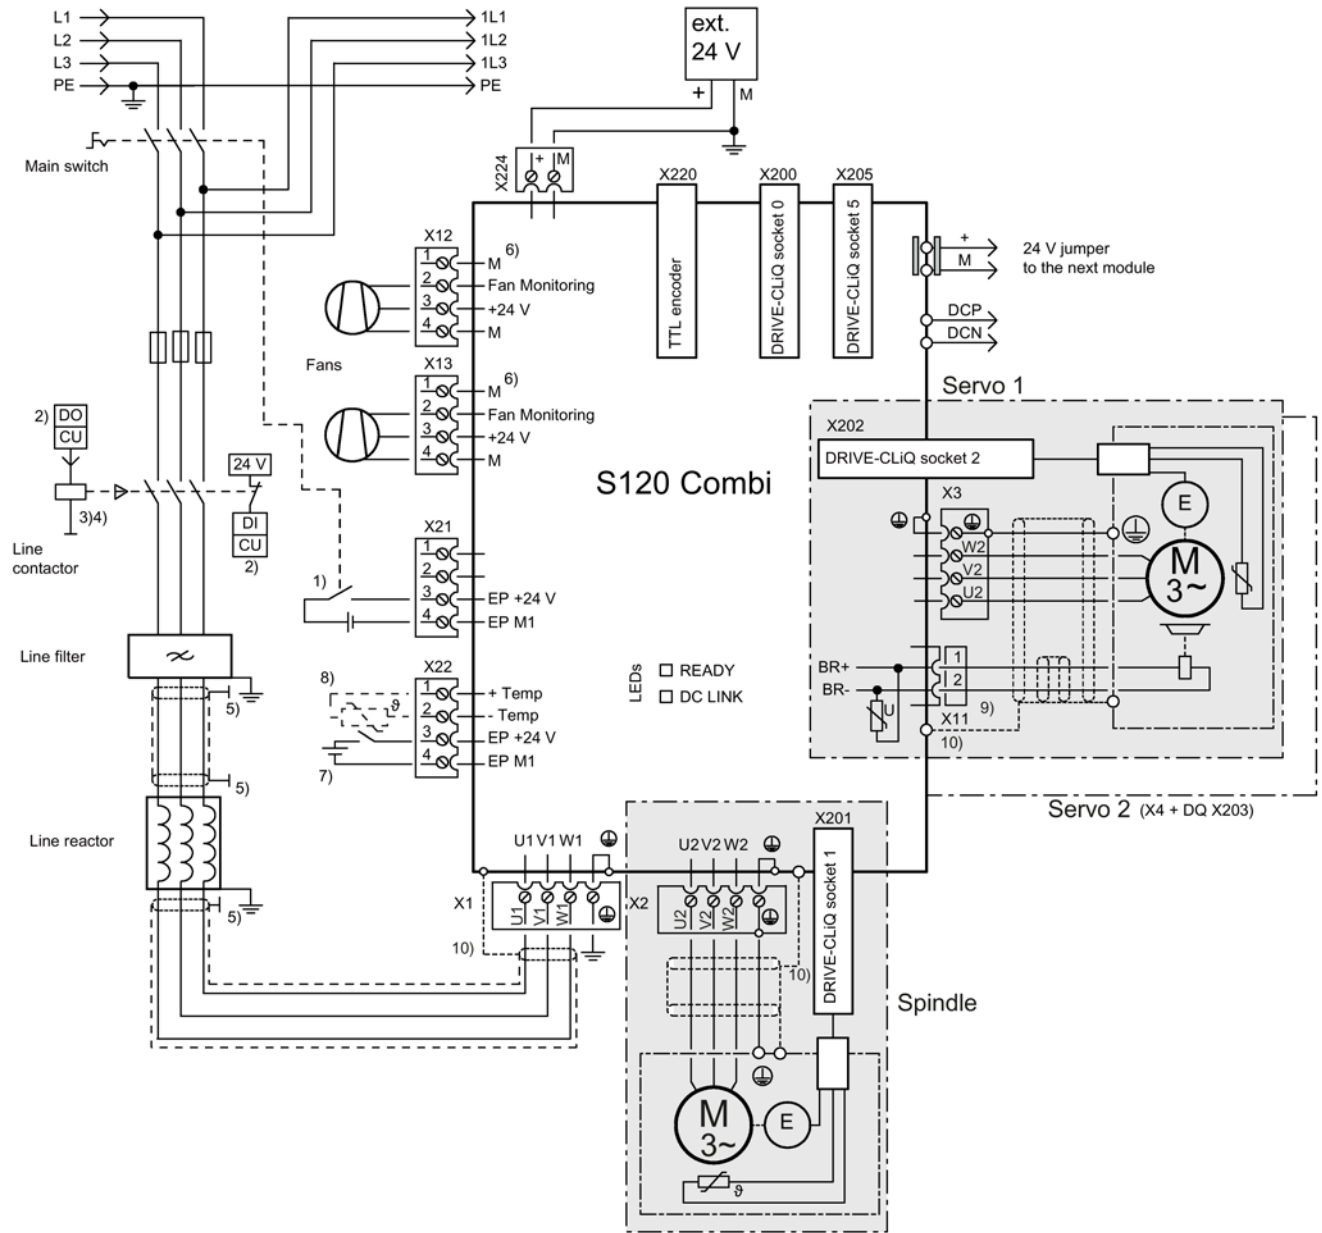 L1
L2
L3
PE
1L1
1L2
1L3
PE
ext.
24 V
+
M
Main switch
X224
+
M
X220
X200
X205
TTL encoder
DRIVE-CLiQ socket 0
DRIVE-CLiQ socket 5
+
M
24 V jumper
to the next module
DCP
DCN
X12
1
M
6)
2
Fan Monitoring
3
+24 V
4
M
Fans
X13
1
M
6)
2
Fan Monitoring
3
+24 V
4
M
S120 Combi
Servo 1
X202
DRIVE-CLiQ socket 2
E
X3
W2
V2
U2
M
3~
2)
DO
CU
24 V
3)4)
DI
CU
2)
Line
contactor
X21
1
2
1)
3
EP +24 V
4
EP M1
Line filter
X22
8)
1
+ Temp
ϑ
2
- Temp
3
EP +24 V
4
EP M1
7)
LEDs
READY
DC LINK
BR+
BR-
1
2
U
X11
9)
10)
5)
5)
Servo 2 (X4 + DQ X203)
Line reactor
5)
U1 V1 W1
X1
U1
V1
W1
10)
U2 V2 W2
X2
U2
V2
W2
10)
X201
DRIVE-CLiQ socket 1
Spindle
M
3~
E
ϑ